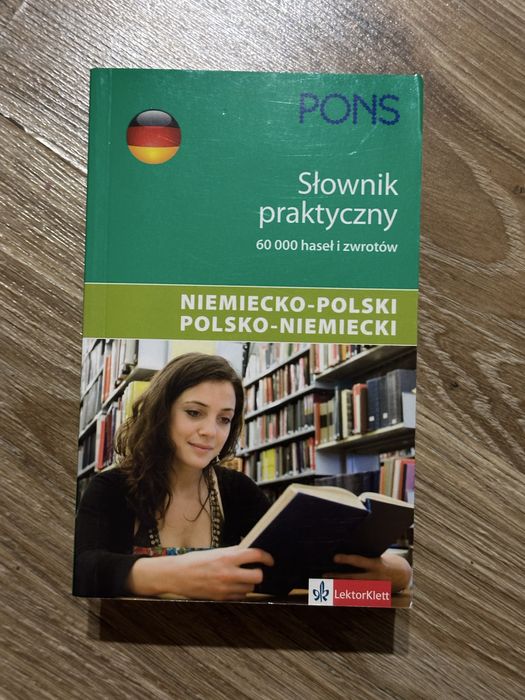 PONS
Słownik
praktyczny
60 000 haseł i zwrotów
NIEMIECKO-POLSKI
POLSKO-NIEMIECKI
LektorKlett